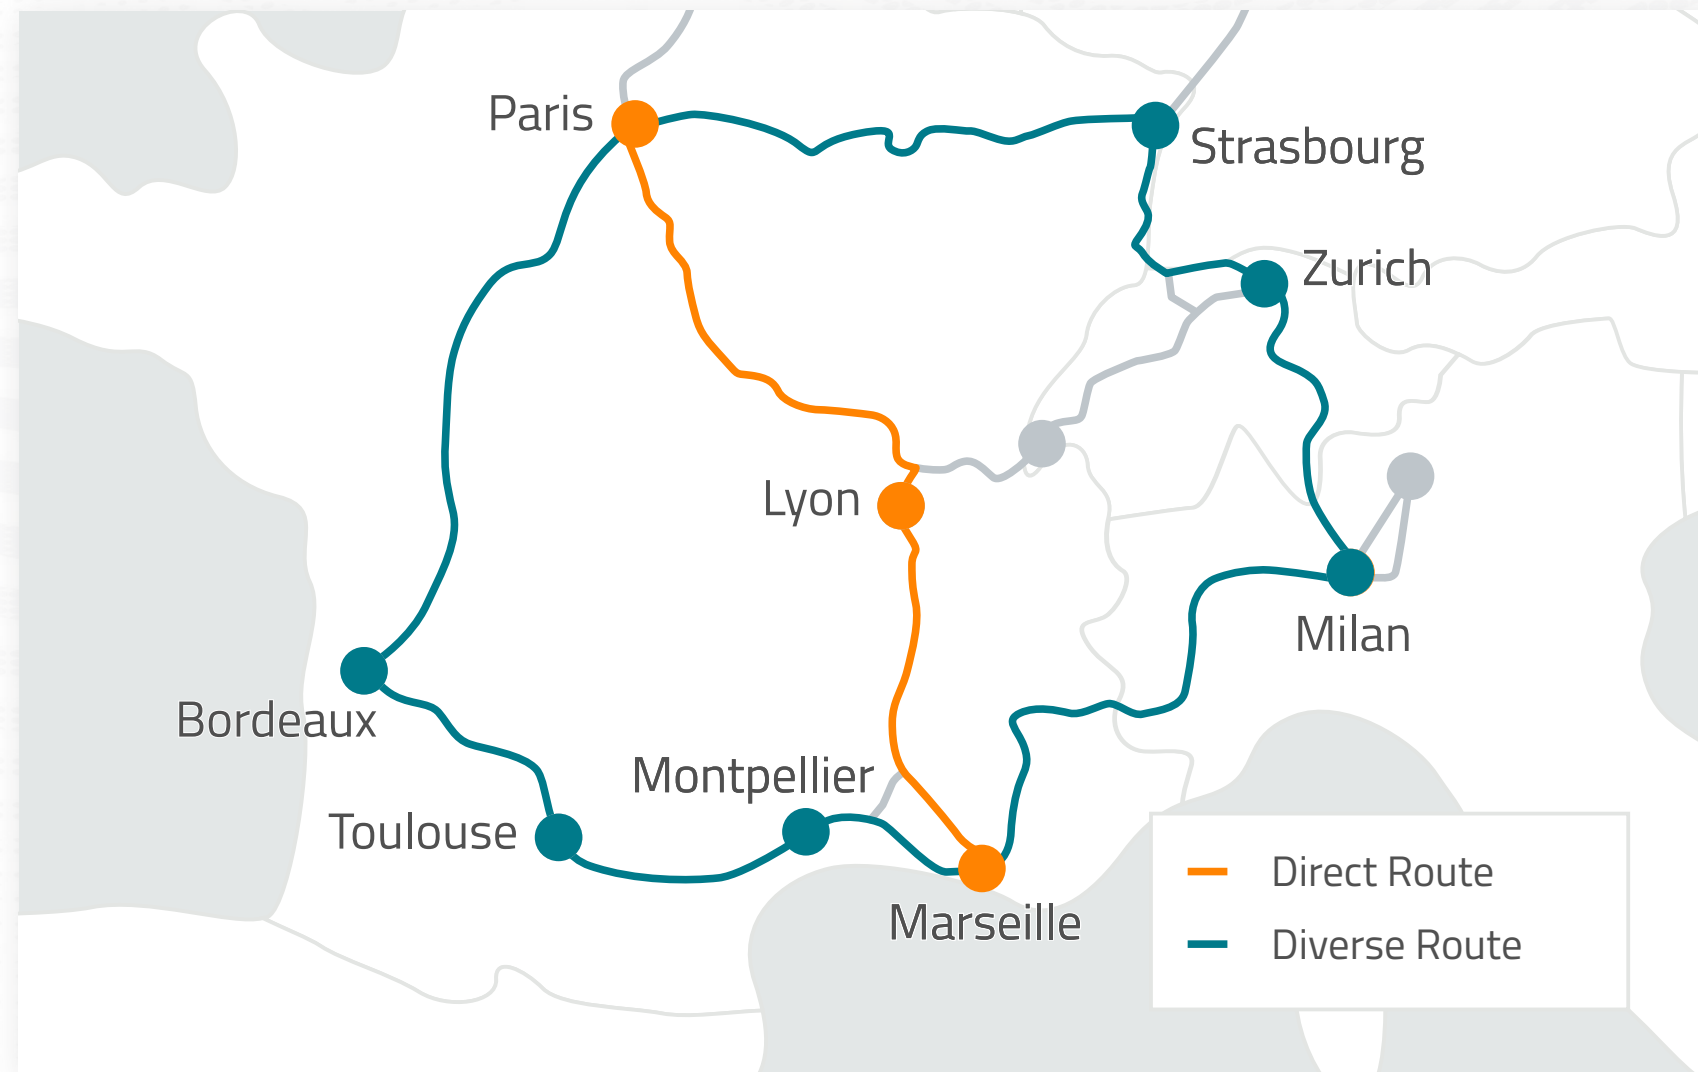 Paris
Strasbourg
Zurich
Lyon
Milan
Bordeaux
Montpellier
Toulouse
Marseille
Direct Route
Diverse Route